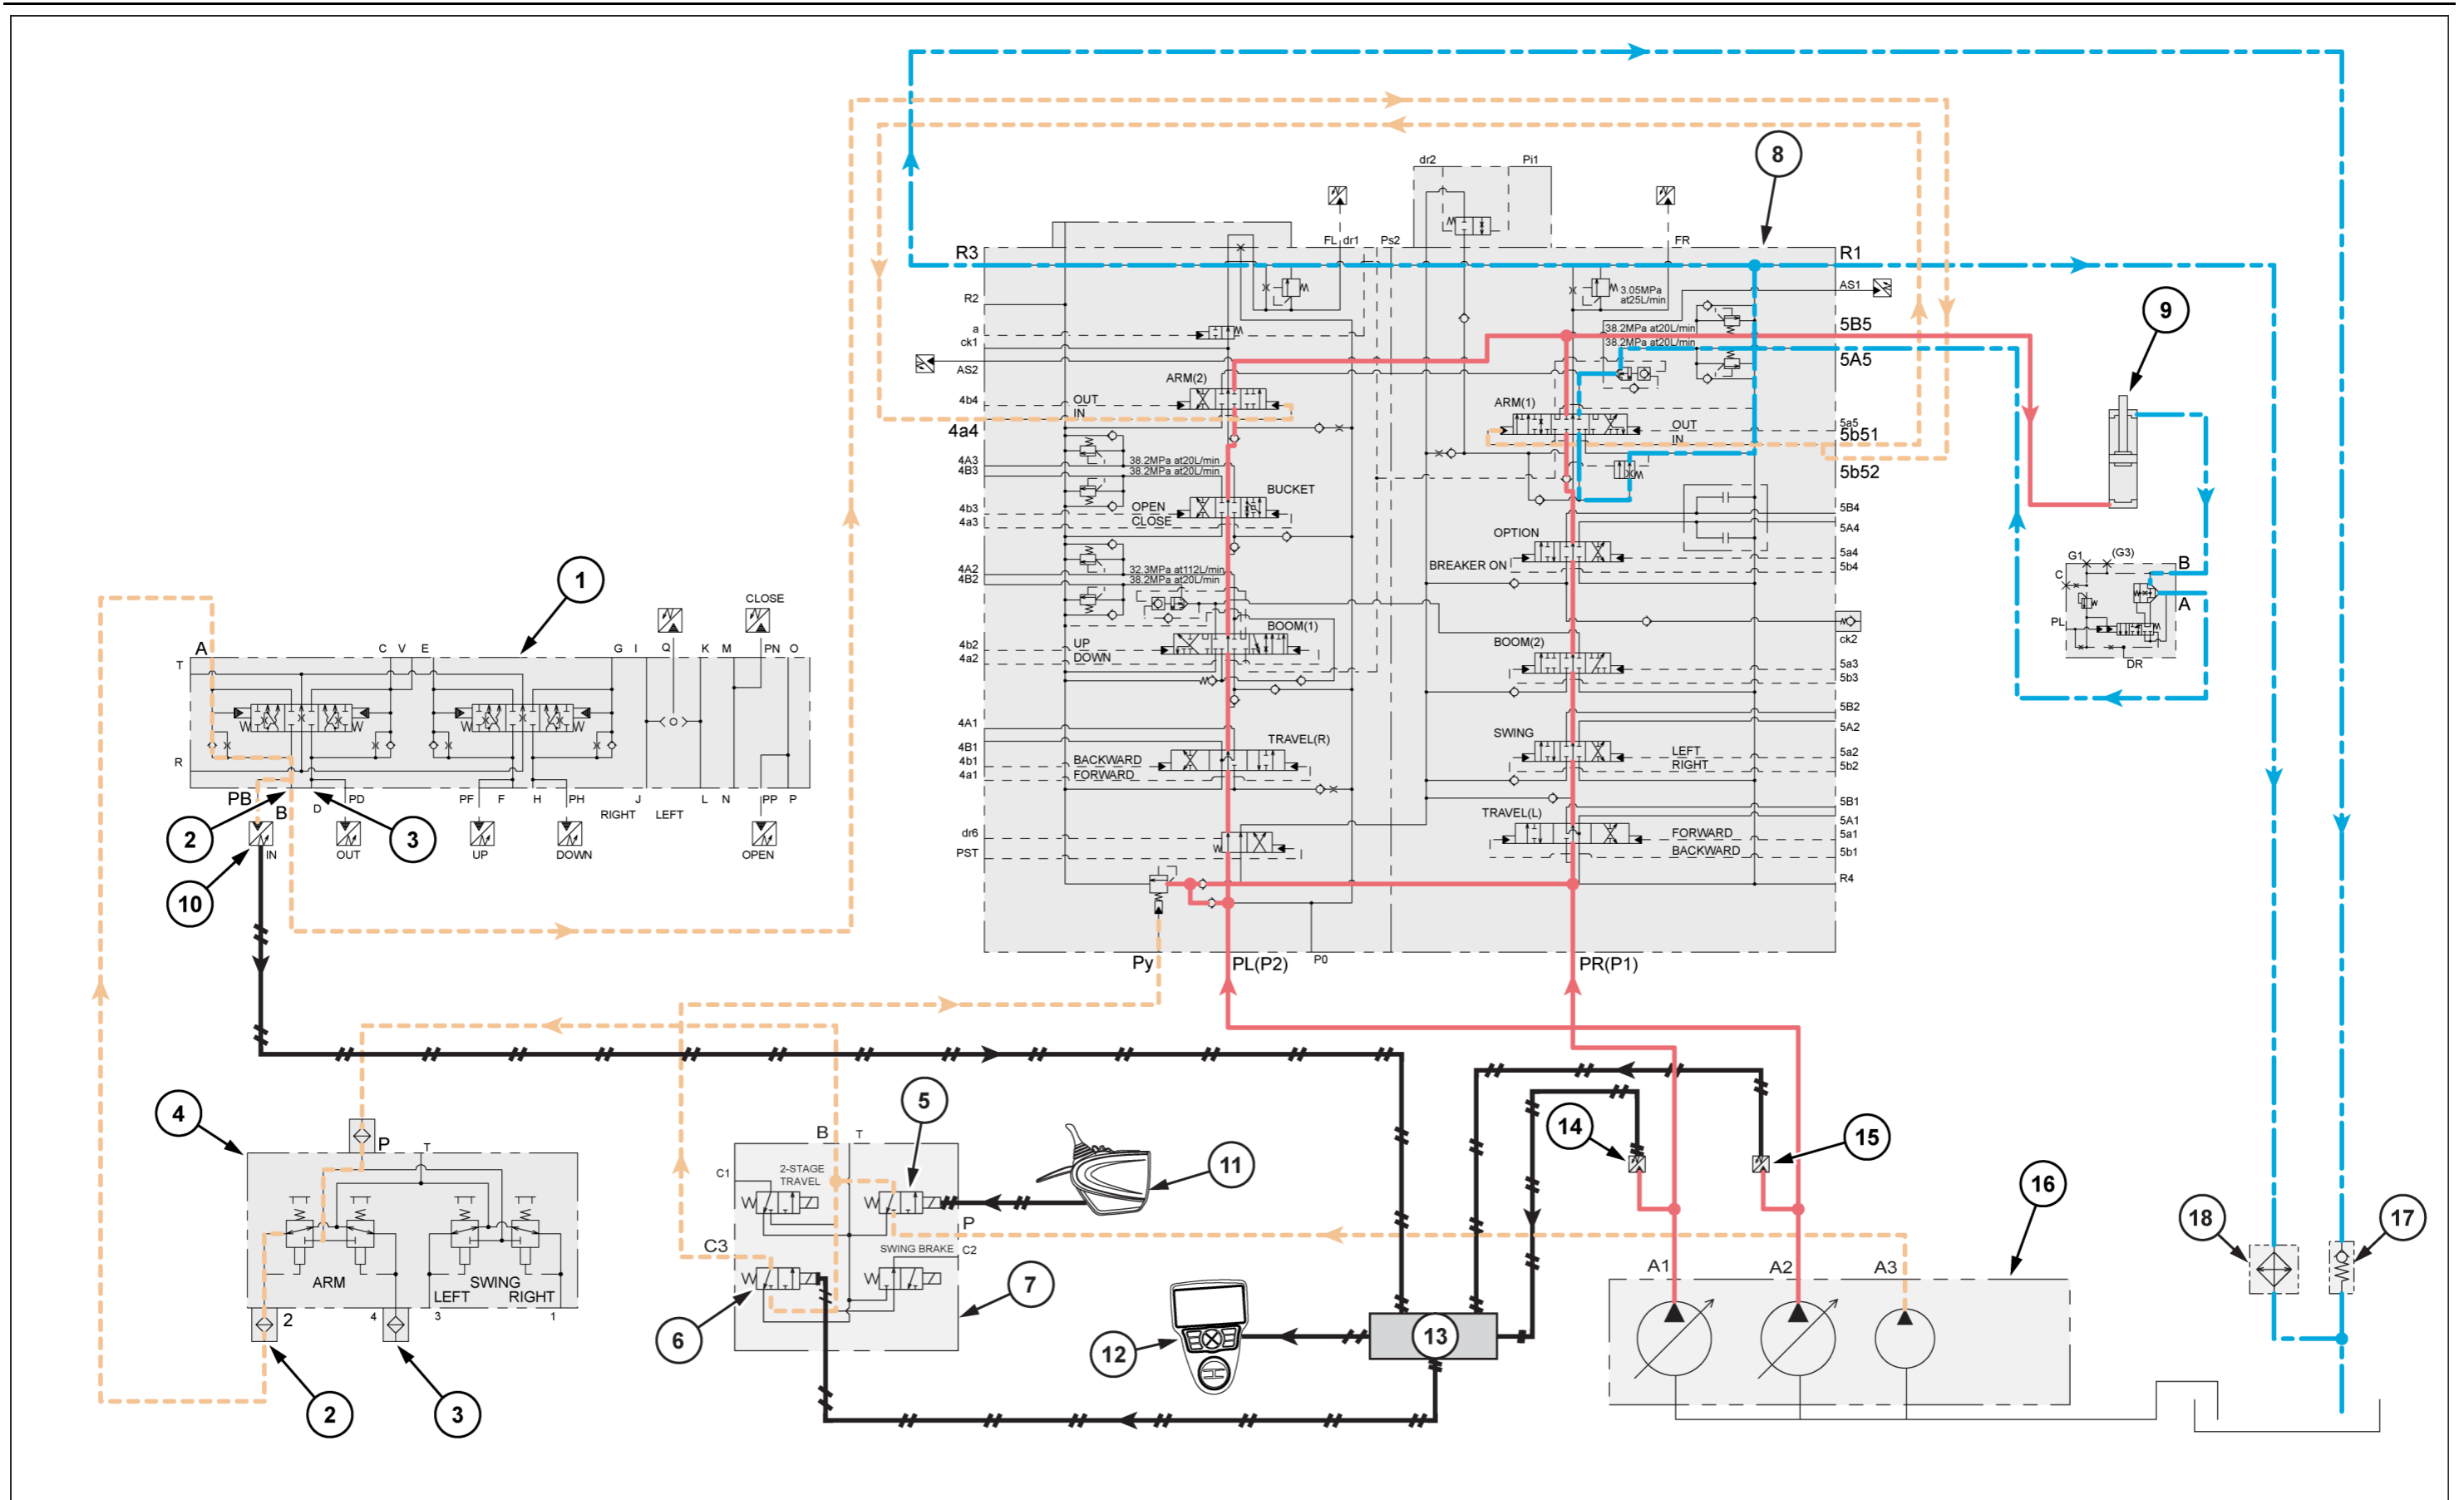 8
dr2
Pi1
FL
dr1
Ps2
FR
R3
R1
R2
AS1
3.05MPa
at25L/min
a
38.2MPa at20L/min
5B5
9
ck1
38.2MPa at20L/min
5A5
AS2
ARM(2)
4b4
OUT
ARM(1)
IN
4a4
OUT
5a5
IN
5b51
4A3
38.2MPa at20L/min
4B3
38.2MPa at20L/min
5b52
BUCKET
4b3
OPEN
5B4
4a3
CLOSE
5A4
OPTION
4A2
32.3MPa at112L/min
5a4
4B2
38.2MPa at20L/min
BREAKER ON
5b4
1
CLOSE
G1
(G3)
B
C
A
PL
DR
BOOM(1)
ck2
4b2
UP
BOOM(2)
4a2
DOWN
5a3
5b3
A
C
V
E
G
I
Q
K
M
PN
O
T
R
5B2
4A1
5A2
4B1
TRAVEL(R)
SWING
4b1
BACKWARD
LEFT
5a2
4a1
FORWARD
RIGHT
5b2
PB
B
D
PD
PF
F
H
PH
J
L
N
PP
P
RIGHT
LEFT
2
3
IN
OUT
UP
DOWN
OPEN
10
5B1
TRAVEL(L)
5A1
dr6
FORWARD
5a1
PST
BACKWARD
5b1
R4
Py
PL(P2)
P0
PR(P1)
4
5
14
15
P
T
B
T
C1
2-STAGE
TRAVEL
11
16
P
18
17
C3
SWING BRAKE
C2
A1
A2
A3
ARM
SWING
LEFT
RIGHT
7
2
4
3
1
6
12
13
2
3